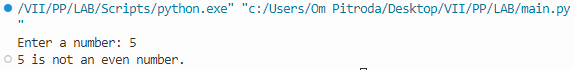 /VII/PP/LAB/Scripts/python.exe" "c:/Users/Om Pitroda/Desktop/VII/PP/LAB/main.py
"
Enter a number: 5
5 is not an even number.